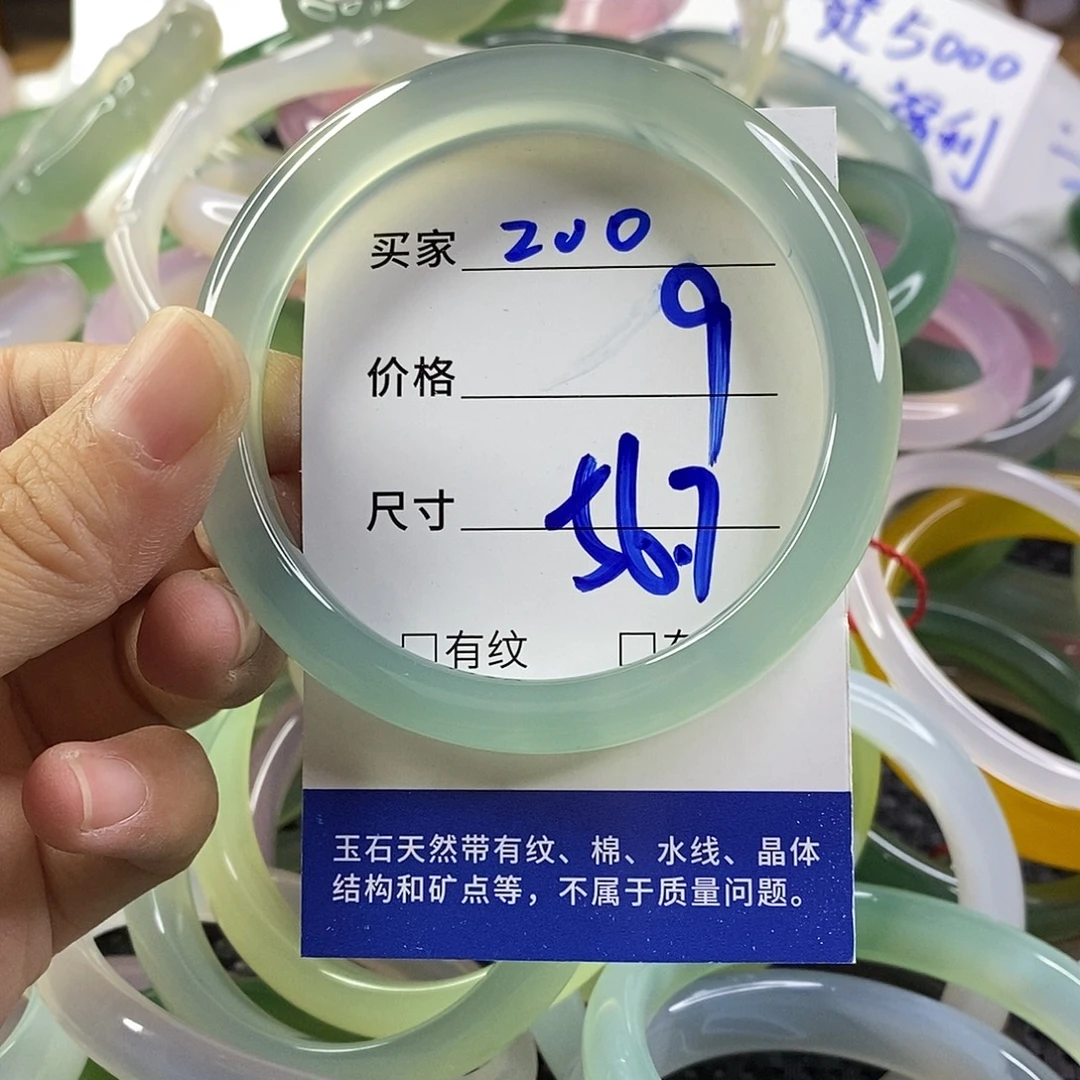 5000
福利
买家 200
价格 9
尺寸 56.7
□有纹 □
玉石天然带有纹、棉、水线、晶体
结构和矿点等，不属于质量问题。